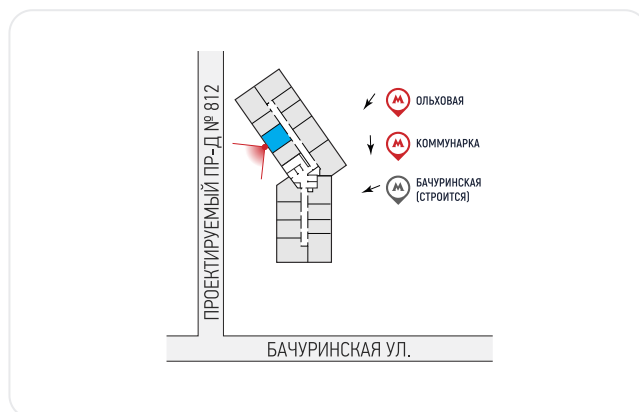 ПРОЕКТИРУЕМЫЙ ПР-Д № 812
М ОЛЬХОВАЯ
М КОММУНАРКА
М БАЧУРИНСКАЯ
(СТРОИТСЯ)
БАЧУРИНСКАЯ УЛ.